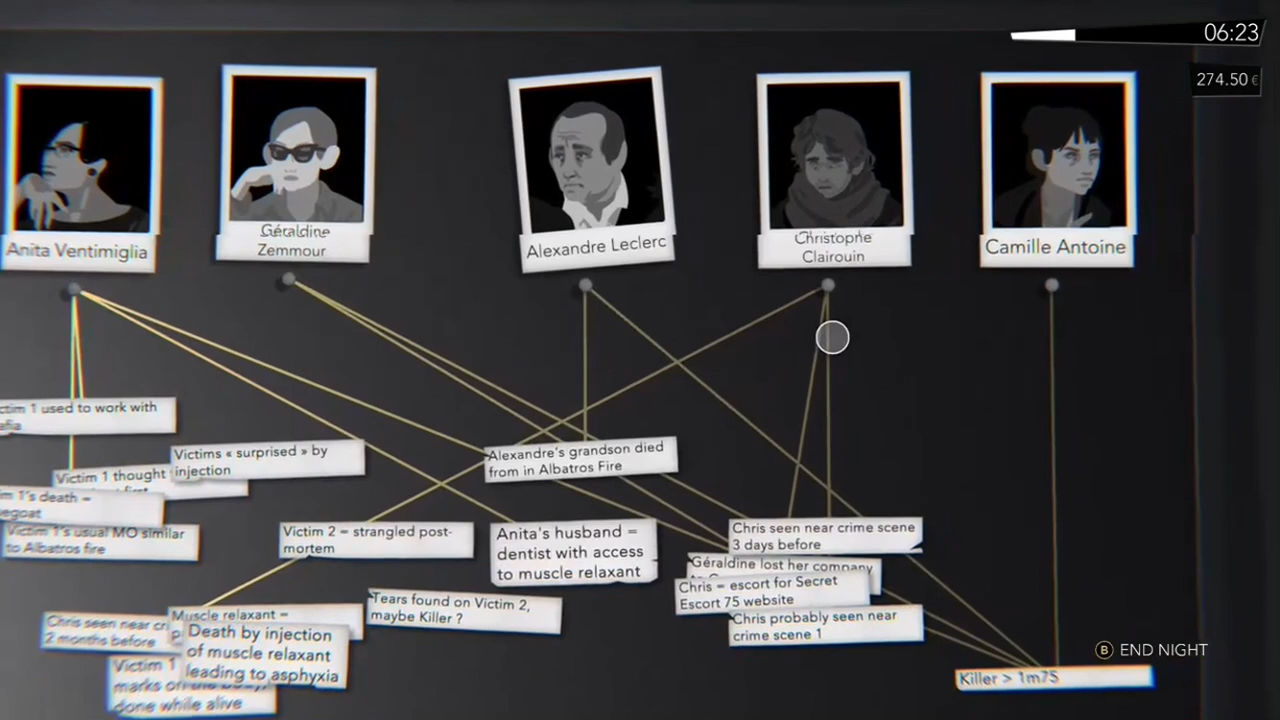 06:23
274.50 €
Anita Ventimiglia
Géraldine
Zemmour
Alexandre Leclerc
Christophe
Clairouin
Camille Antoine
1 used to work with
Victims « surprised » by
injection
Alexandre's grandson died
from in Albatros Fire
Victim 1 thought
1's death =
Victim 1's usual MO similar
to Albatros fire
Victim 2 = strangled post-
mortem
Anita's husband =
dentist with access
to muscle relaxant
Chris seen near crime scene
3 days before
Géraldine lost her company
Chris = escort for Secret
Escort 75 website
Chris probably seen near
crime scene 1
Tears found on Victim 2,
maybe Killer ?
Chris seen near
2 months before
Muscle relaxant =
Death by injection
of muscle relaxant
leading to asphyxia
Victim 1
marks on
done while alive
Killer > 1m75
B END NIGHT